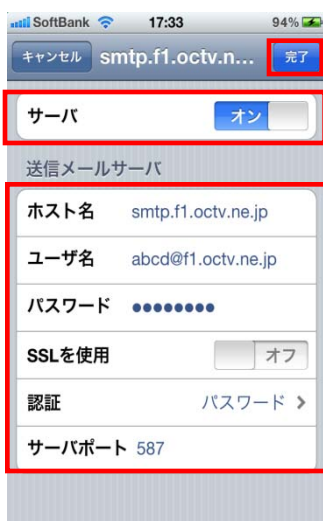 SoftBank 17:33 94%
キャンセル smtp.f1.octv.n... 完了
サーバ オン
送信メールサーバ
ホスト名 smtp.f1.octv.ne.jp
ユーザ名 abcd@f1.octv.ne.jp
パスワード ●●●●●●●●
SSLを使用 オフ
認証 パスワード
サーバポート 587